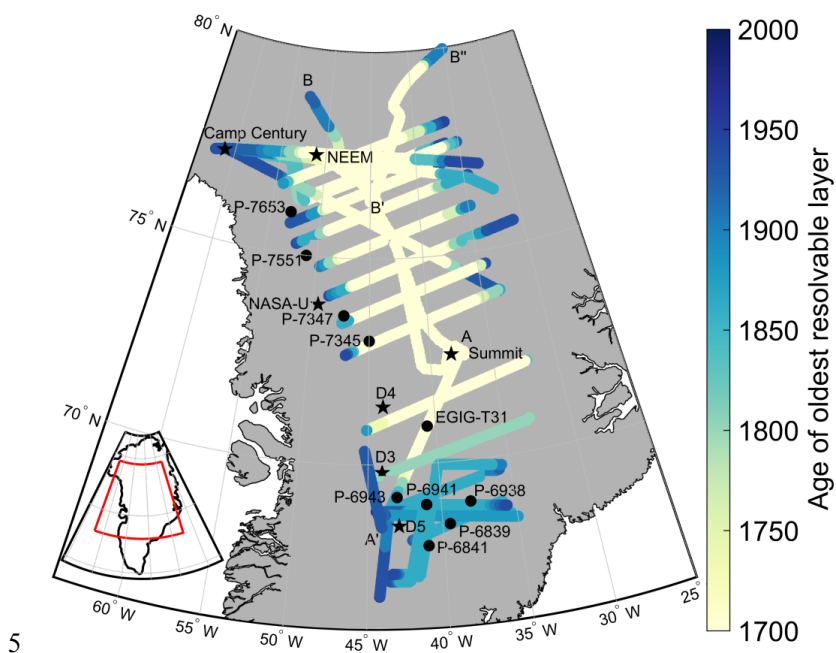 80° N
B"
B
Camp Century
NEEM
75° N
P-7653
B'
P-7551
NASA-U
P-7347
P-7345
A
Summit
70° N
D4
EGIG-T31
D3
P-6943
P-6941
P-6938
A'
D5
P-6839
P-6841
60° W
55° W
50° W
45° W
40° W
35° W
30° W
25°
2000
1950
1900
1850
1800
1750
1700
Age of oldest resolvable layer
5